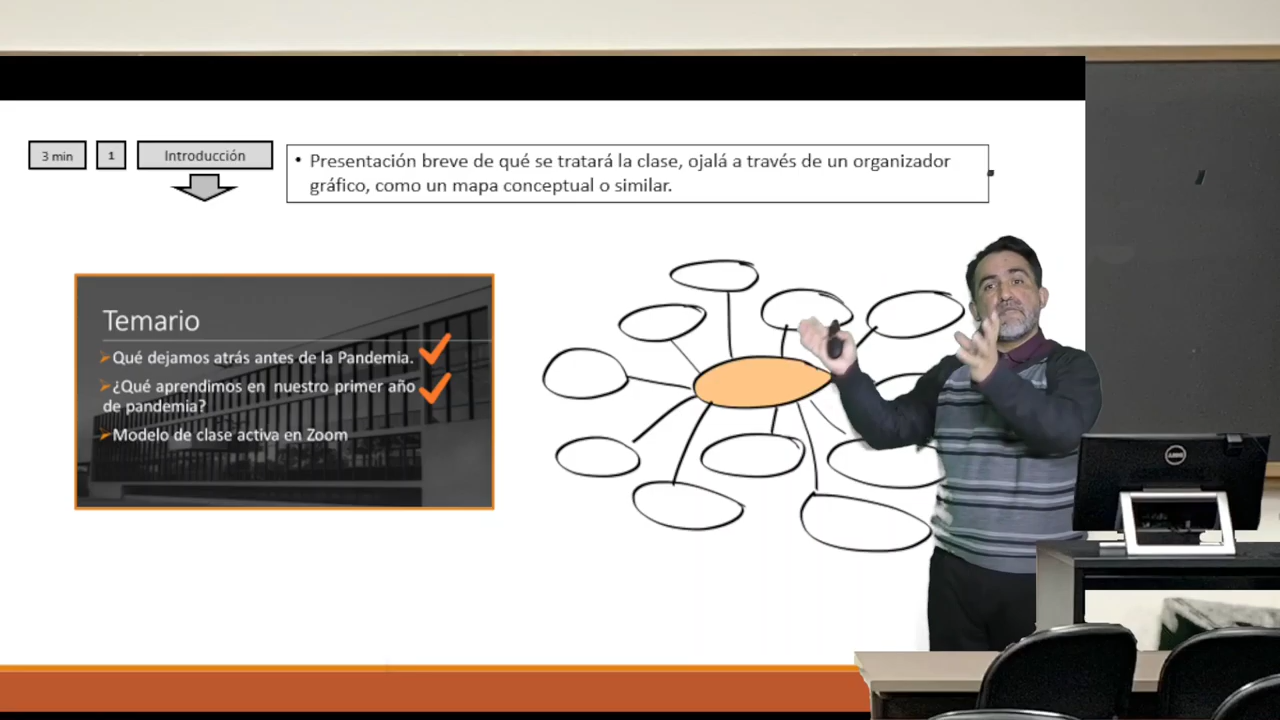 3 min
1
Introducción
• Presentación breve de qué se tratará la clase, ojalá a través de un organizador
gráfico, como un mapa conceptual o similar.
Temario
Qué dejamos atrás antes de la Pandemia.
¿Qué aprendimos en nuestro primer año
de pandemia?
Modelo de clase activa en Zoom
DELL